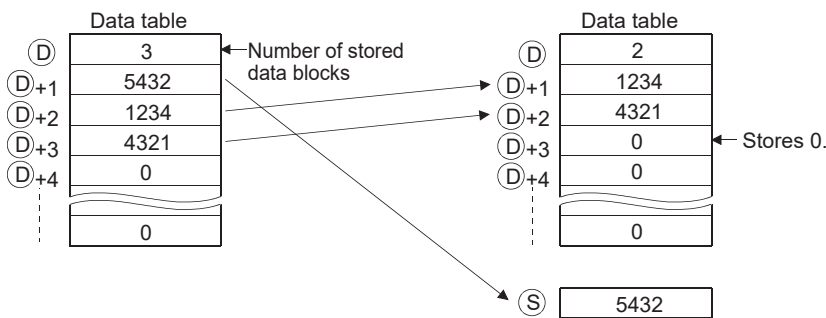 Data table
D 3
D+1 5432
D+2 1234
D+3 4321
D+4 0
0
Number of stored
data blocks
Data table
D 2
D+1 1234
D+2 4321
D+3 0
D+4 0
0
Stores 0.
S 5432